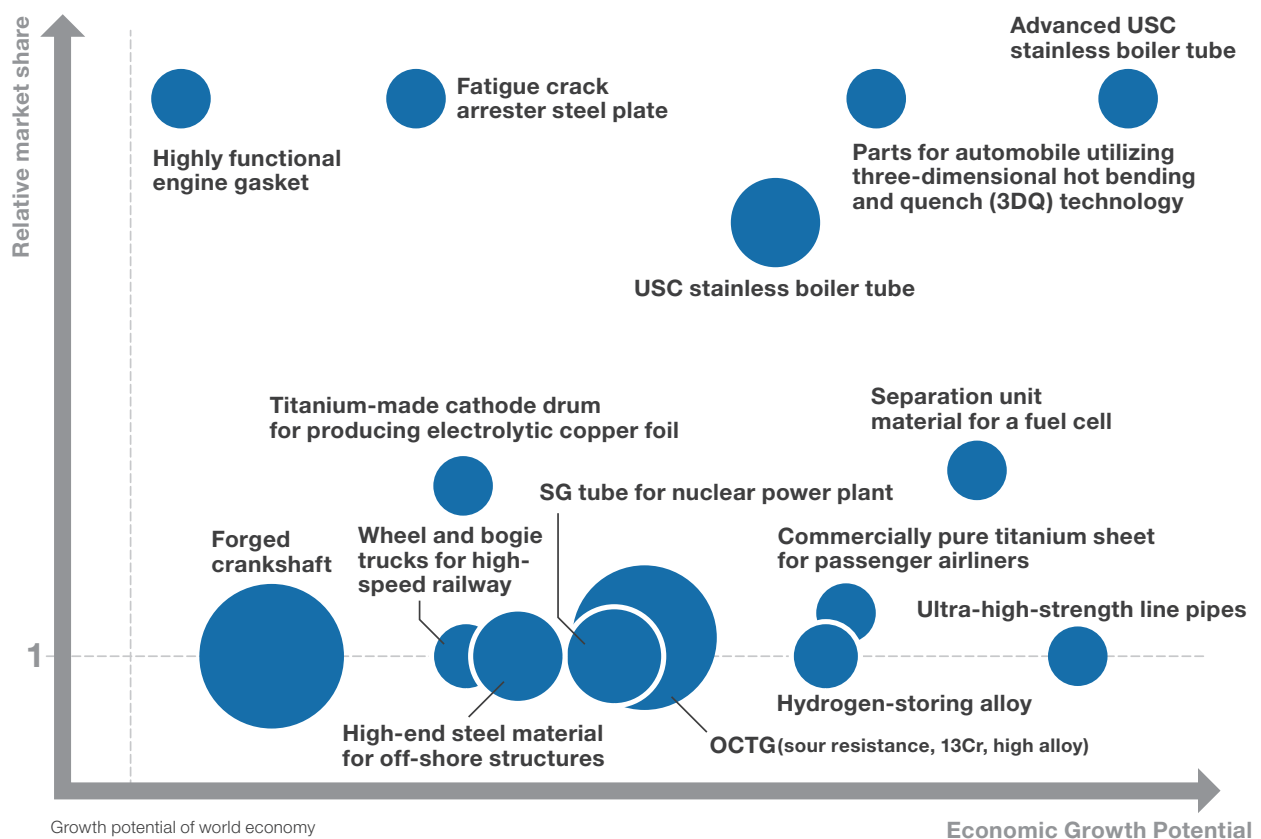 Relative market share
Advanced USC
stainless boiler tube
Fatigue crack
arrester steel plate
Highly functional
engine gasket
Parts for automobile utilizing
three-dimensional hot bending
and quench (3DQ) technology
USC stainless boiler tube
Titanium-made cathode drum
for producing electrolytic copper foil
Separation unit
material for a fuel cell
SG tube for nuclear power plant
Forged
crankshaft
Wheel and bogie
trucks for high-
speed railway
Commercially pure titanium sheet
for passenger airliners
Ultra-high-strength line pipes
1
Hydrogen-storing alloy
High-end steel material
for off-shore structures
OCTG(sour resistance, 13Cr, high alloy)
Growth potential of world economy
Economic Growth Potential